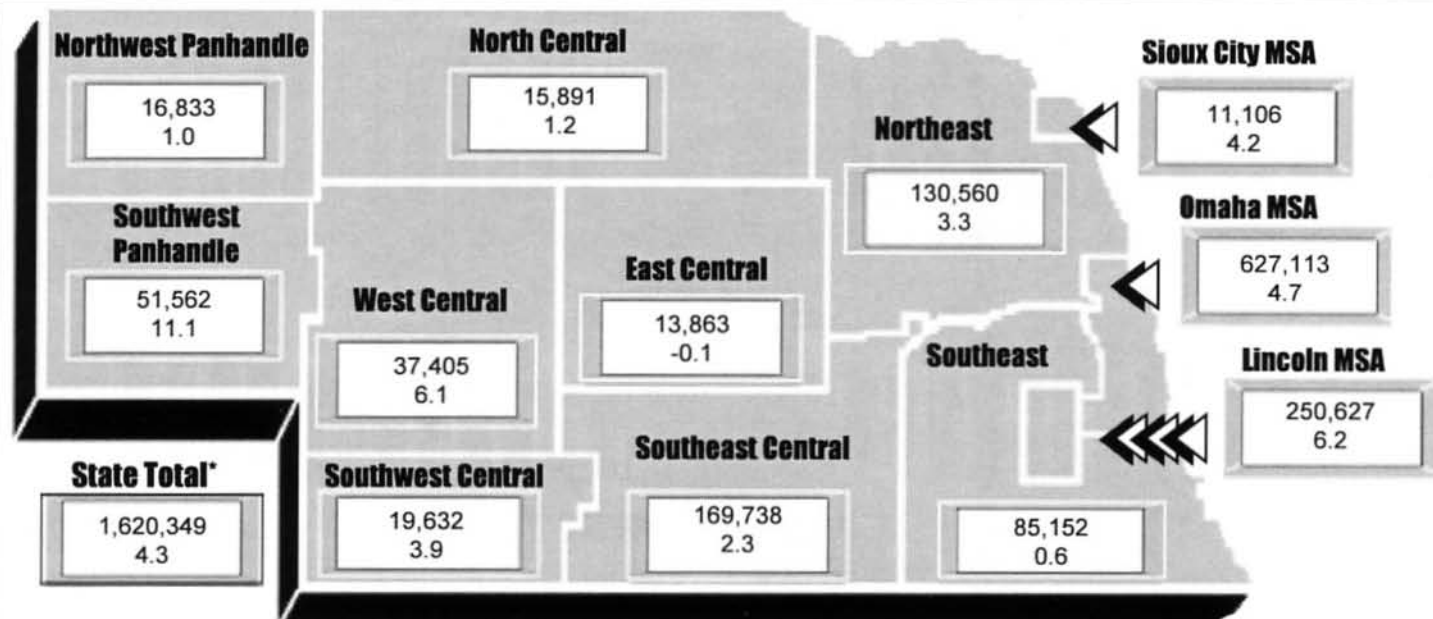 Northwest Panhandle
16,833
1.0
North Central
15,891
1.2
Sioux City MSA
11,106
4.2
Northeast
130,560
3.3
Southwest
Panhandle
51,562
11.1
West Central
37,405
6.1
East Central
13,863
-0.1
Omaha MSA
627,113
4.7
Southeast
85,152
0.6
Lincoln MSA
250,627
6.2
State Total*
1,620,349
4.3
Southwest Central
19,632
3.9
Southeast Central
169,738
2.3